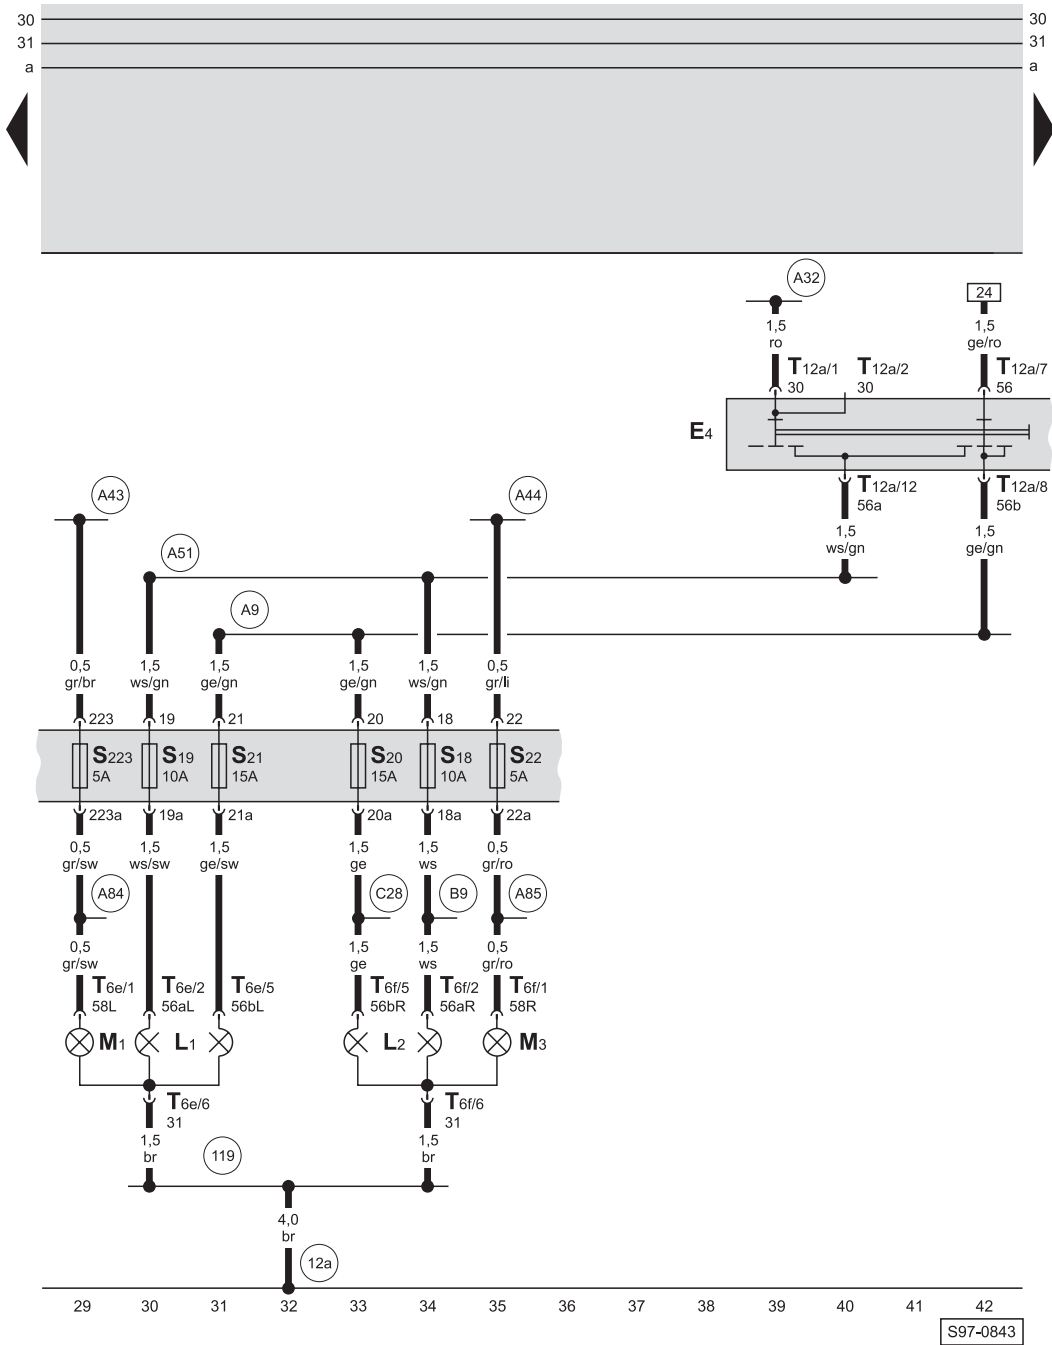 30 30
31 31
a a
A32 24
1,5 1,5
ro ge/ro
T12a/1 T12a/2 T12a/7
30 30 56
E4
A43 A44 T12a/12 T12a/8
56a 56b
1,5 1,5
ws/gn ge/gn
A51
A9
0,5 1,5 1,5 1,5 1,5 0,5
gr/br ws/gn ge/gn ge/gn ws/gn gr/li
223 19 21 20 18 22
S223 S19 S21 S20 S18 S22
5A 10A 15A 15A 10A 5A
223a 19a 21a 20a 18a 22a
0,5 1,5 1,5 1,5 1,5 0,5
gr/sw ws/sw ge/sw ge ws gr/ro
A84 C28 B9 A85
0,5 1,5 1,5 0,5
gr/sw ge ws gr/ro
T6e/1 T6e/2 T6e/5 T6f/5 T6f/2 T6f/1
58L 56aL 56bL 56bR 56aR 58R
M1 L1 L2 M3
T6e/6 T6f/6
31 31
1,5 1,5
br br
119
4,0
br
12a
29 30 31 32 33 34 35 36 37 38 39 40 41 42
S97-0843